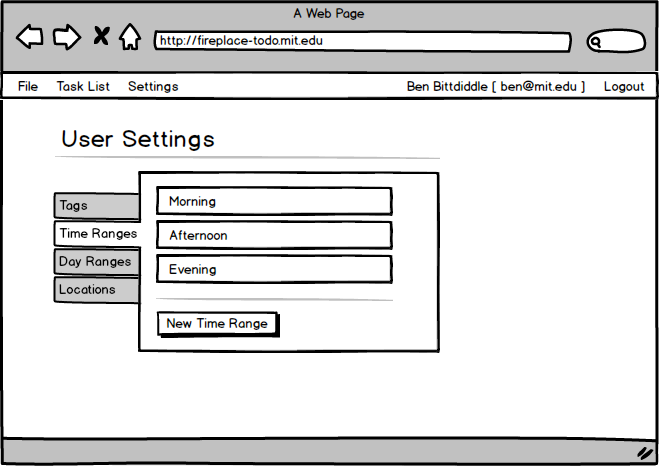 A Web Page
http://fireplace-todo.mit.edu
File Task List Settings Ben Bittdiddle [ ben@mit.edu ] Logout
User Settings
Tags
Time Ranges
Day Ranges
Locations
Morning
Afternoon
Evening
New Time Range